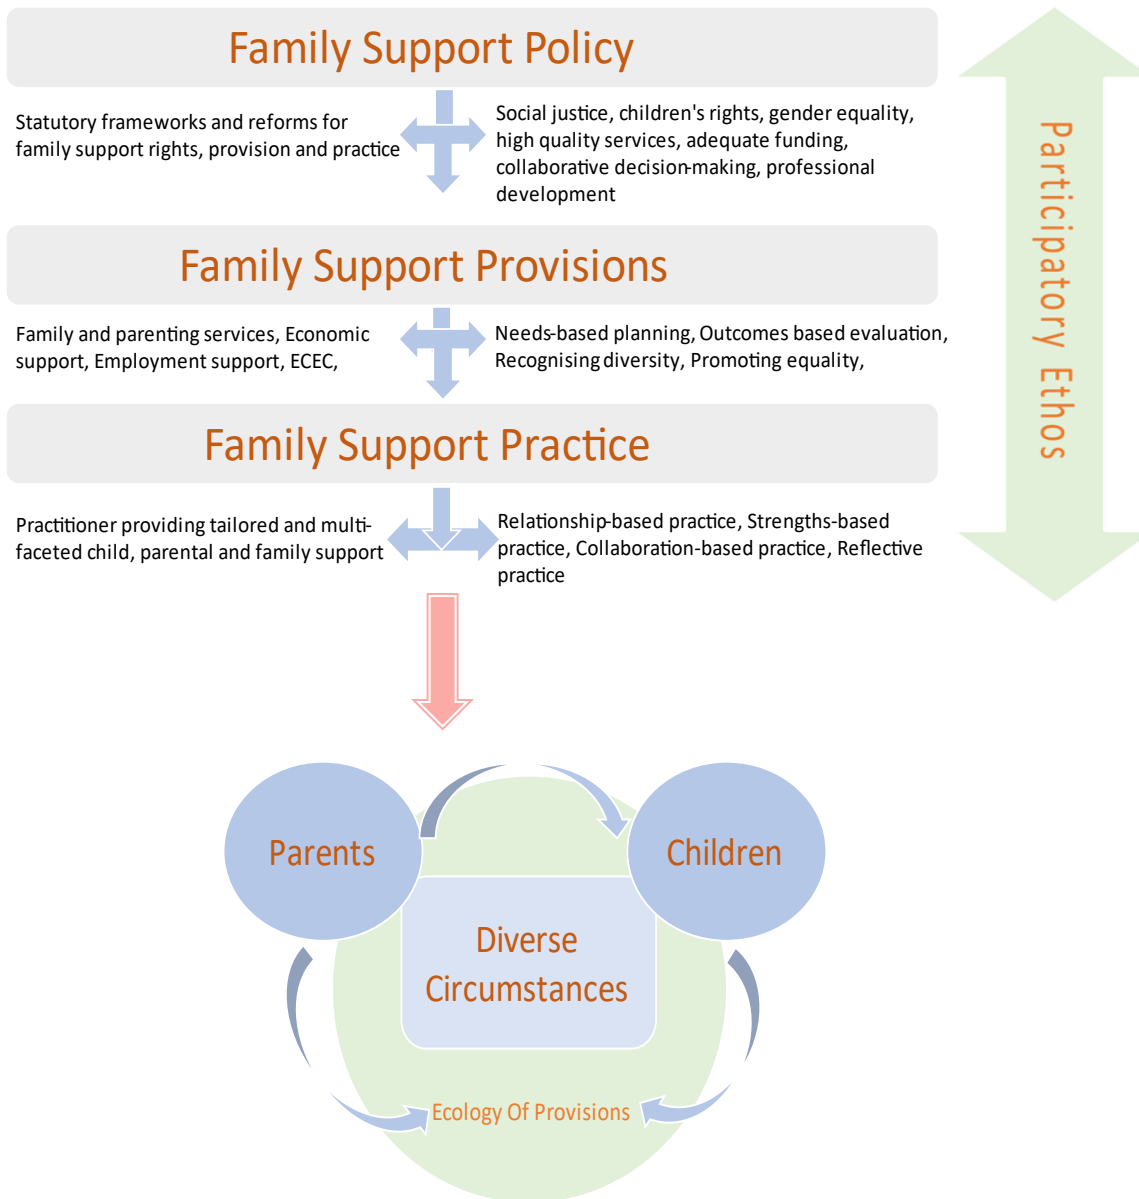 Family Support Policy
Statutory frameworks and reforms for
family support rights, provision and practice
Social justice, children's rights, gender equality,
high quality services, adequate funding,
collaborative decision-making, professional
development
Family Support Provisions
Family and parenting services, Economic
support, Employment support, ECEC,
Needs-based planning, Outcomes based evaluation,
Recognising diversity, Promoting equality,
Family Support Practice
Practitioner providing tailored and multi-
faceted child, parental and family support
Relationship-based practice, Strengths-based
practice, Collaboration-based practice, Reflective
practice
Participatory Ethos
Parents
Children
Diverse
Circumstances
Ecology Of Provisions